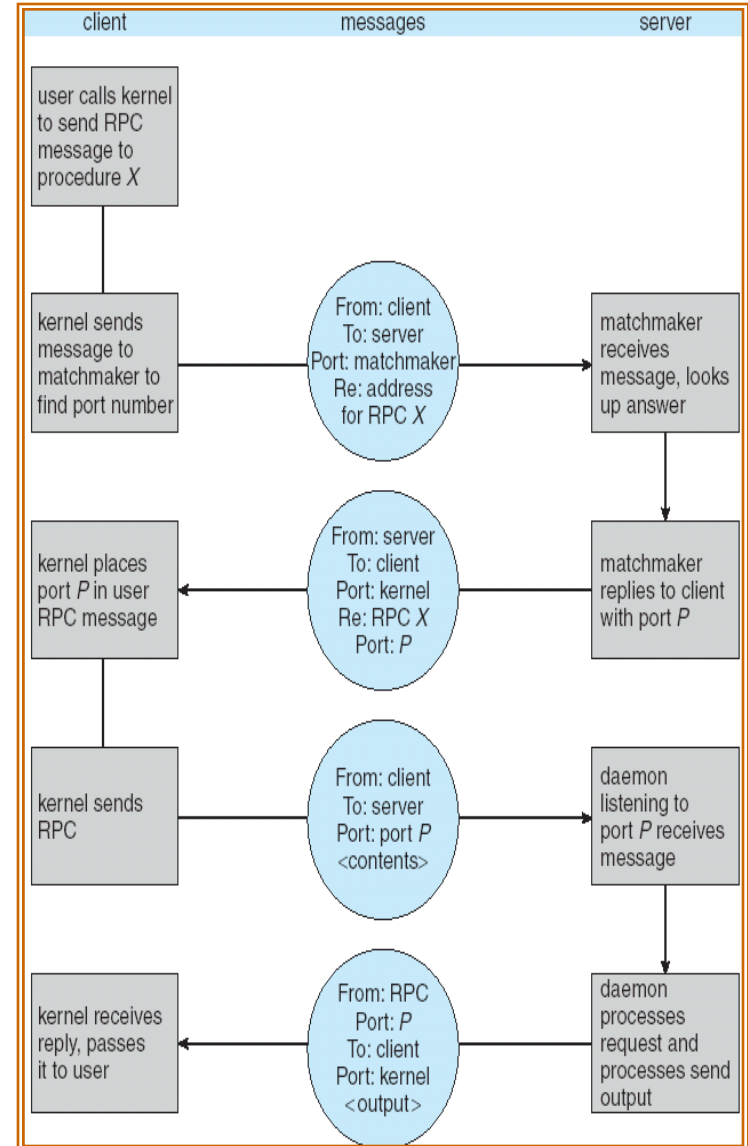 client
messages
server
user calls kernel
to send RPC
message to
procedure X
kernel sends
message to
matchmaker to
find port number
From: client
To: server
Port: matchmaker
Re: address
for RPC X
matchmaker
receives
message, looks
up answer
kernel places
port P in user
RPC message
From: server
To: client
Port: kernel
Re: RPC X
Port: P
matchmaker
replies to client
with port P
kernel sends
RPC
From: client
To: server
Port: port P
<contents>
daemon
listening to
port P receives
message
kernel receives
reply, passes
it to user
From: RPC
Port: P
To: client
Port: kernel
<output>
daemon
processes
request and
processes send
output